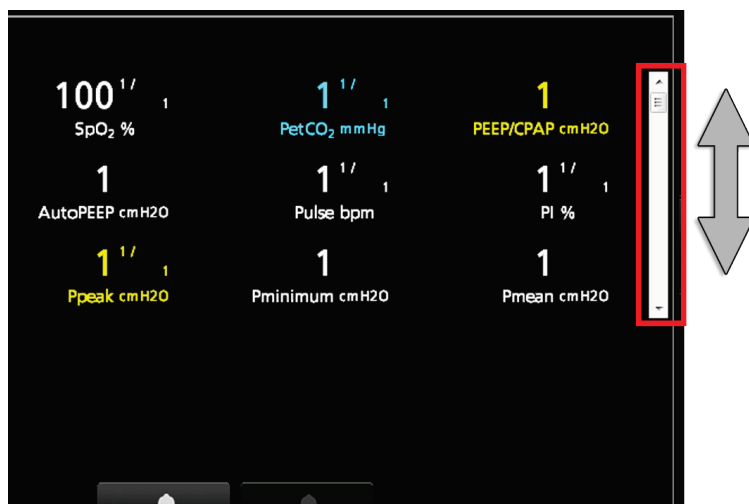 100 1/ 1 1 1/ 1 1
SpO₂ % PetCO₂ mmHg PEEP/CPAP cmH2O
1 1 1/ 1 1 1/ 1
AutoPEEP cmH2O Pulse bpm PI %
1 1/ 1 1 1
Ppeak cmH2O Pminimum cmH2O Pmean cmH2O